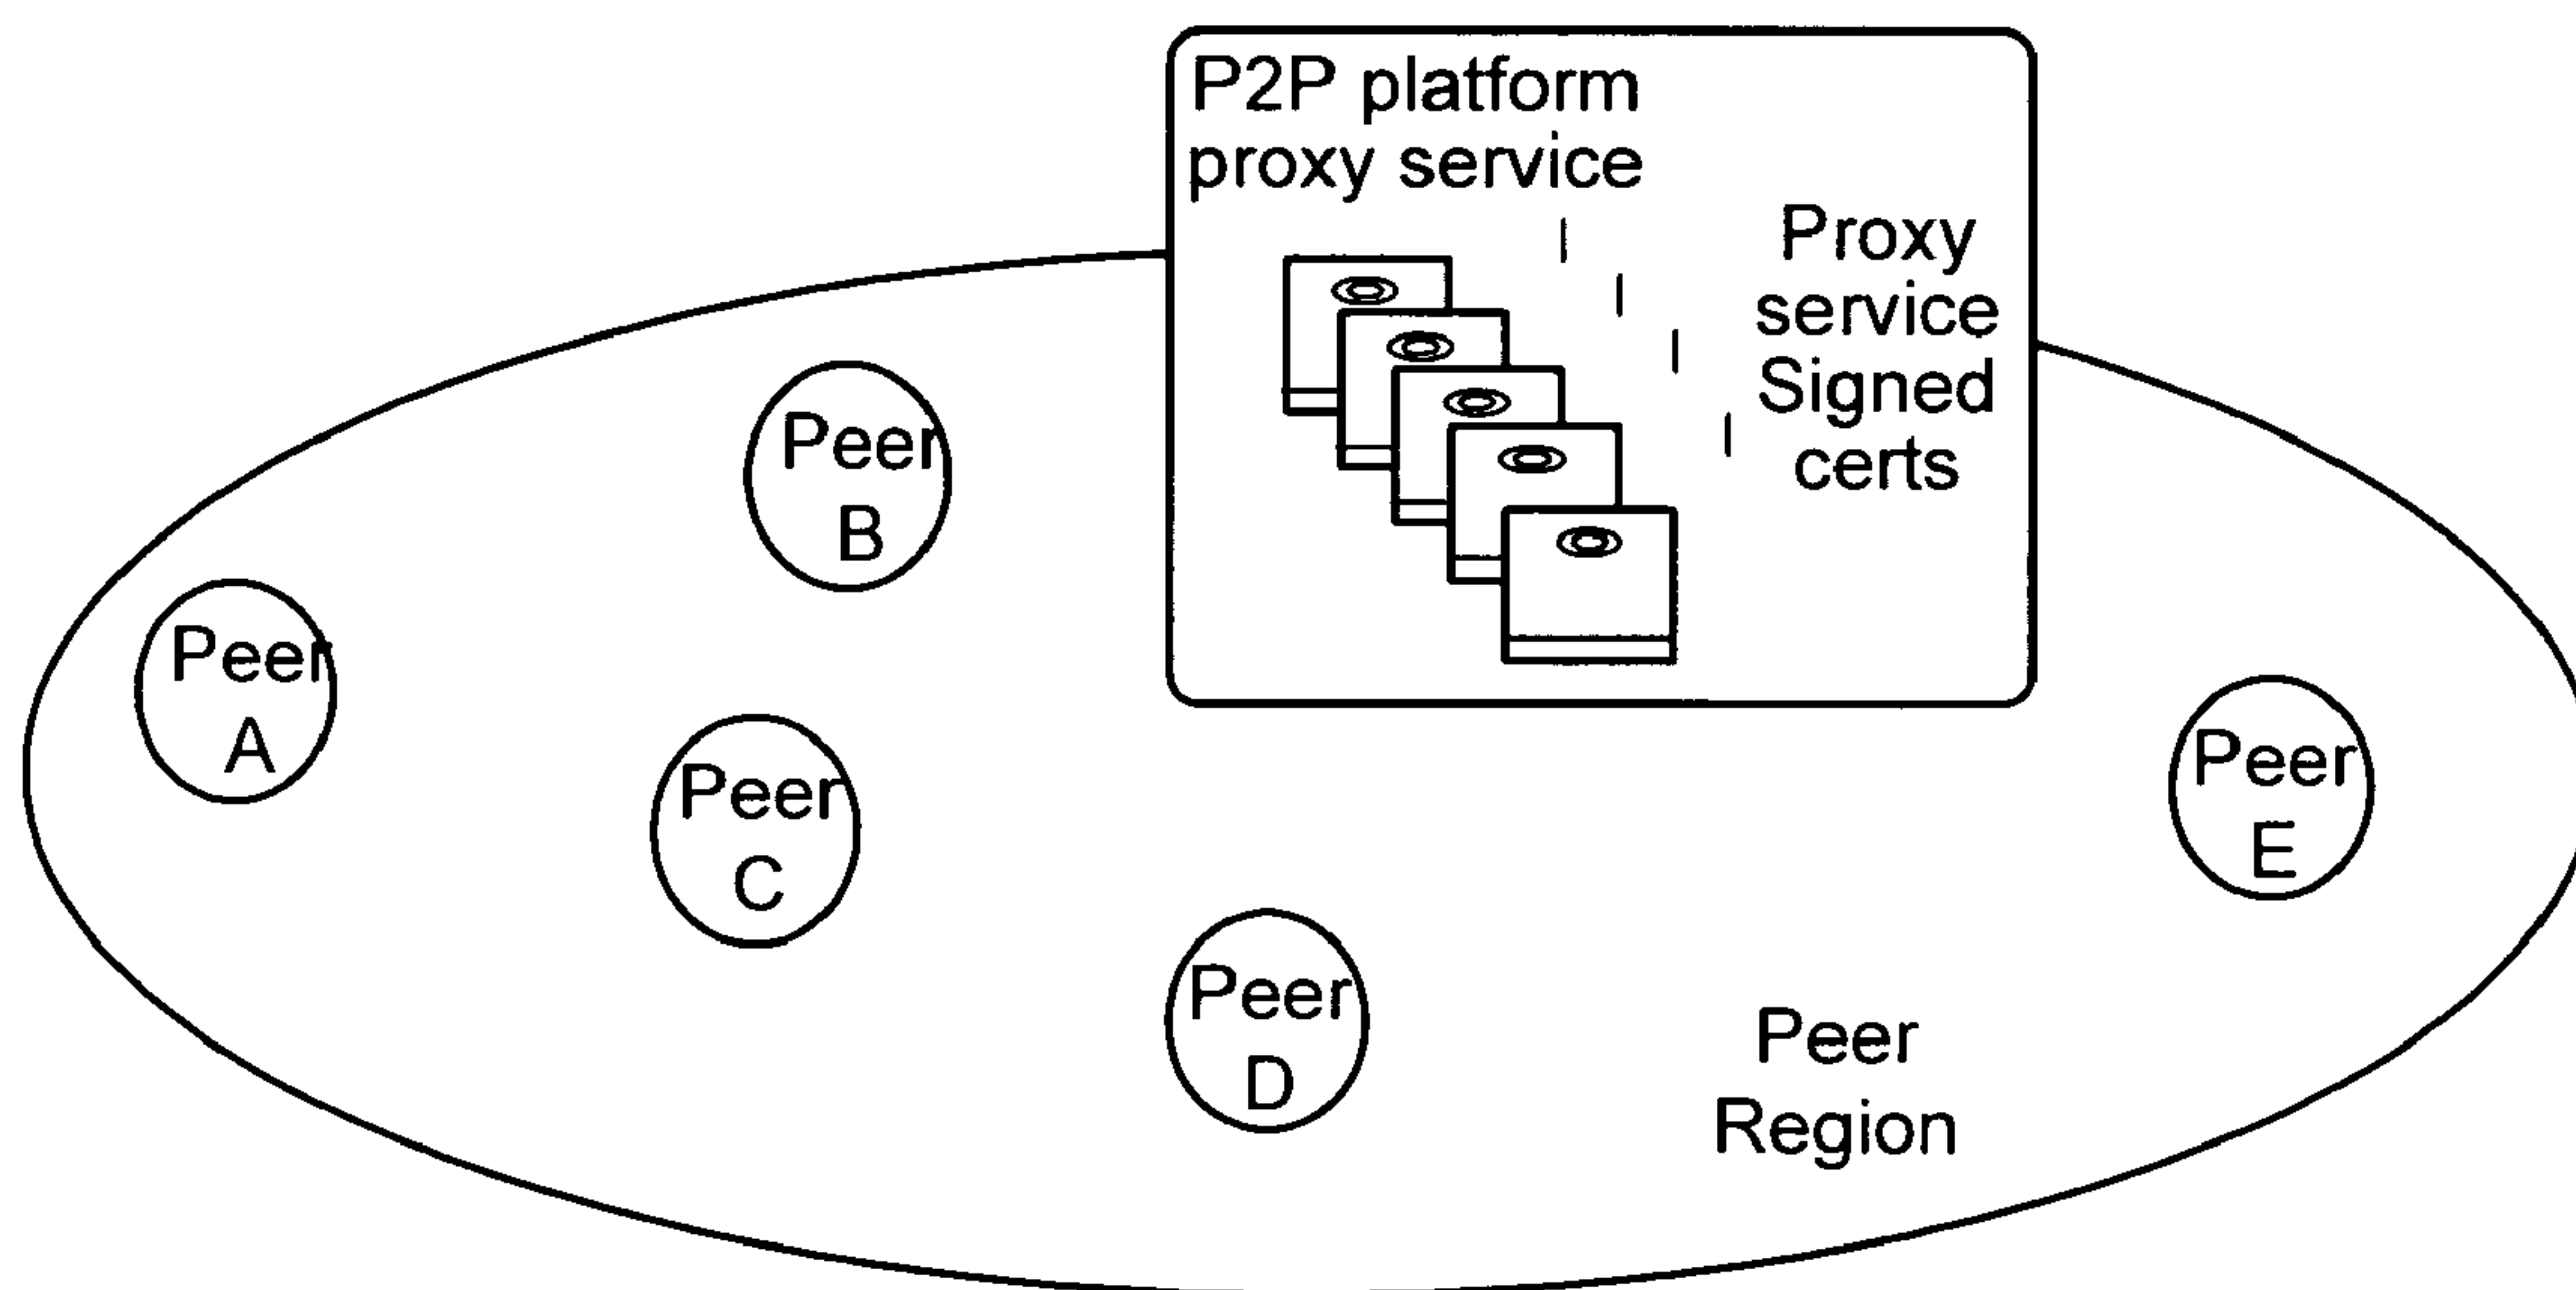 P2P platform
proxy service
Proxy
service
Signed
certs
Peer
B
Peer
A
Peer
C
Peer
E
Peer
D
Peer
Region